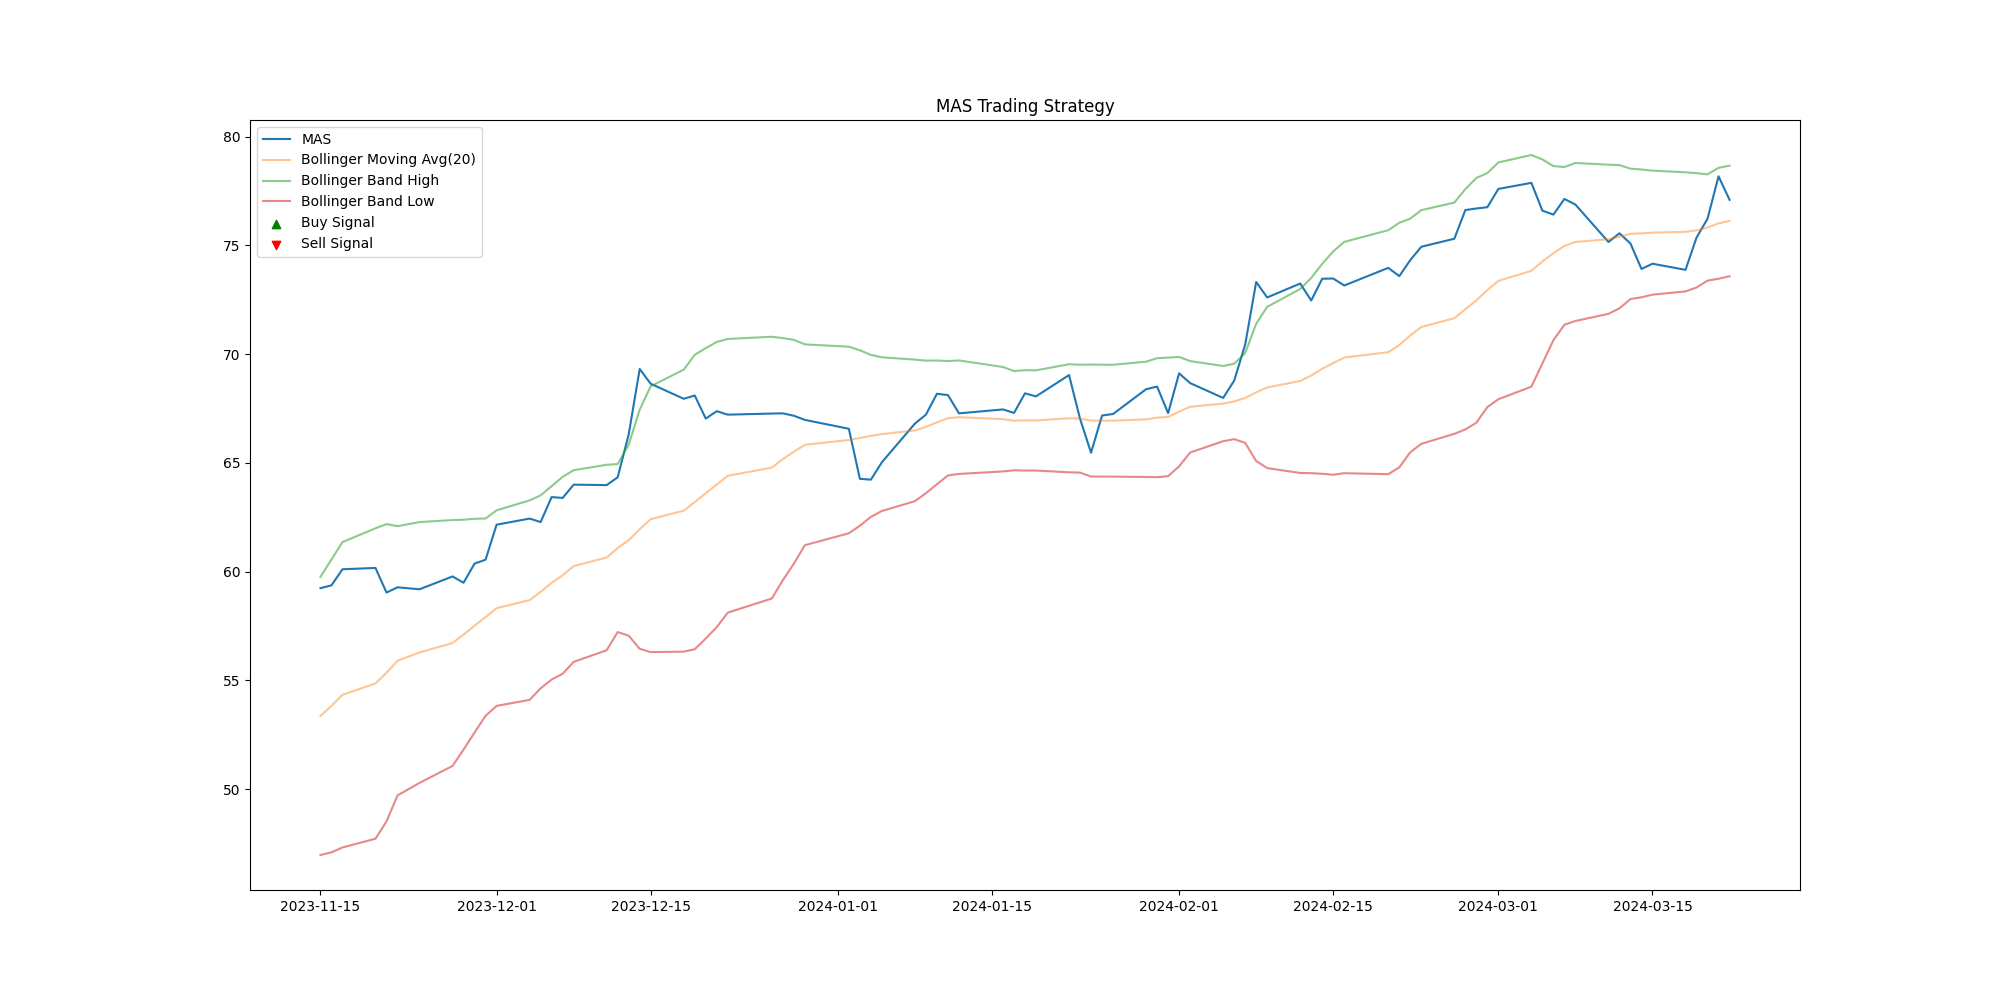 MAS Trading Strategy
MAS
Bollinger Moving Avg(20)
Bollinger Band High
Bollinger Band Low
Buy Signal
Sell Signal
80
75
70
65
60
55
50
2023-11-15 2023-12-01 2023-12-15 2024-01-01 2024-01-15 2024-02-01 2024-02-15 2024-03-01 2024-03-15